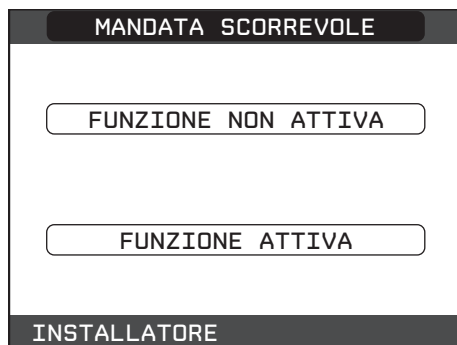 MANDATA SCORREVOLE
FUNZIONE NON ATTIVA
FUNZIONE ATTIVA
INSTALLATORE